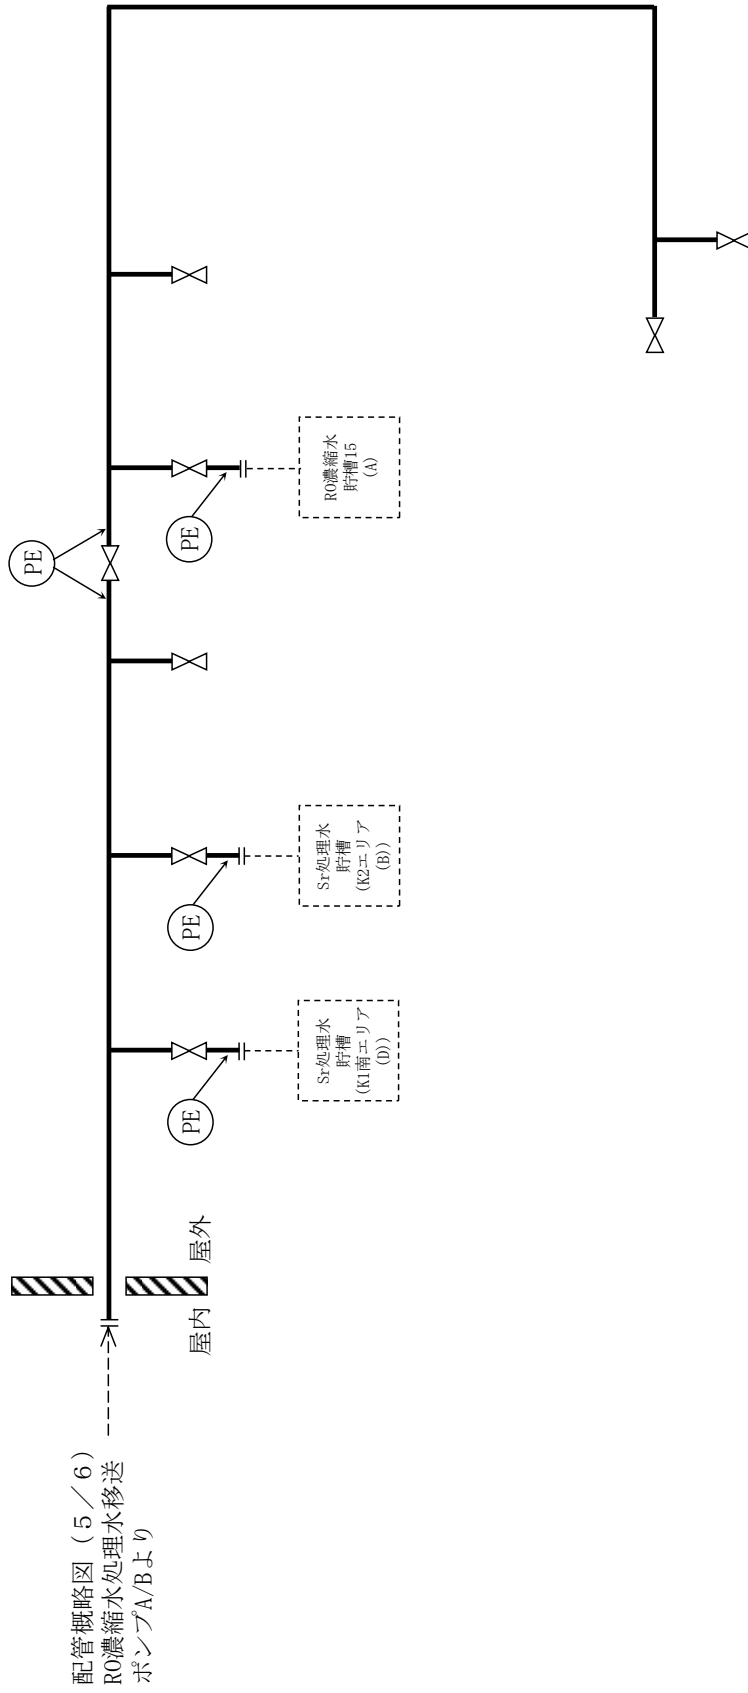 配管概略図（５／６）
RO濃縮水処理水移送
ポンプA/Bより
屋内
屋外
PE
Sr処理水
貯槽
(K1南エリア
(D))
PE
Sr処理水
貯槽
(K2エリア
(B))
PE
PE
RO濃縮水
貯槽15
(A)